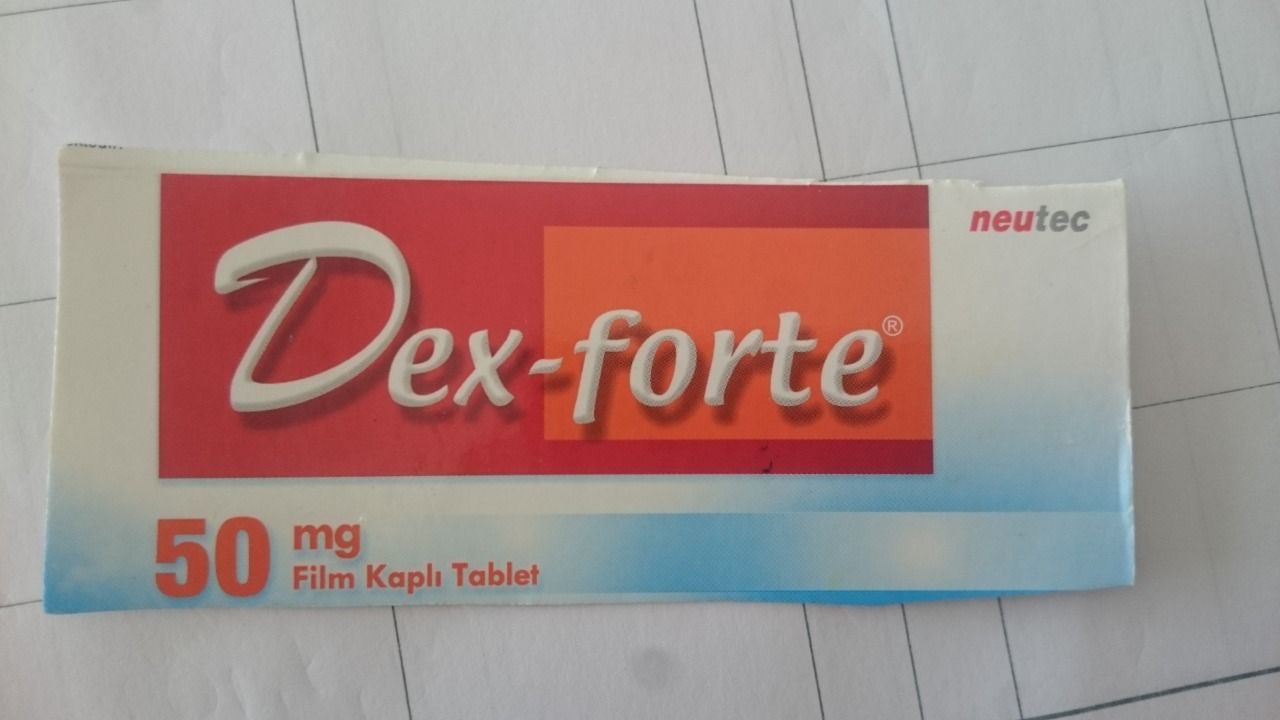 neutec
Dex-forte®
50 mg
Film Kaplı Tablet